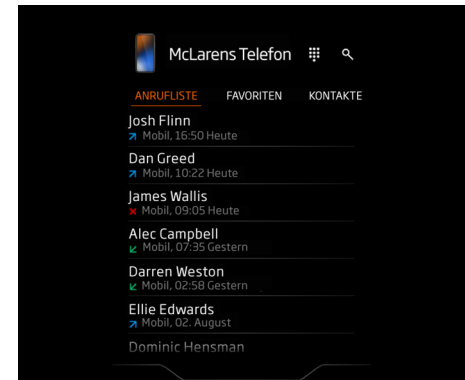 McLarens Telefon
ANRUFLISTE FAVORITEN KONTAKTE
Josh Flinn
Mobil, 16:50 Heute
Dan Greed
Mobil, 10:22 Heute
James Wallis
Mobil, 09:05 Heute
Alec Campbell
Mobil, 07:35 Gestern
Darren Weston
Mobil, 02:58 Gestern
Ellie Edwards
Mobil, 02. August
Dominic Hensman